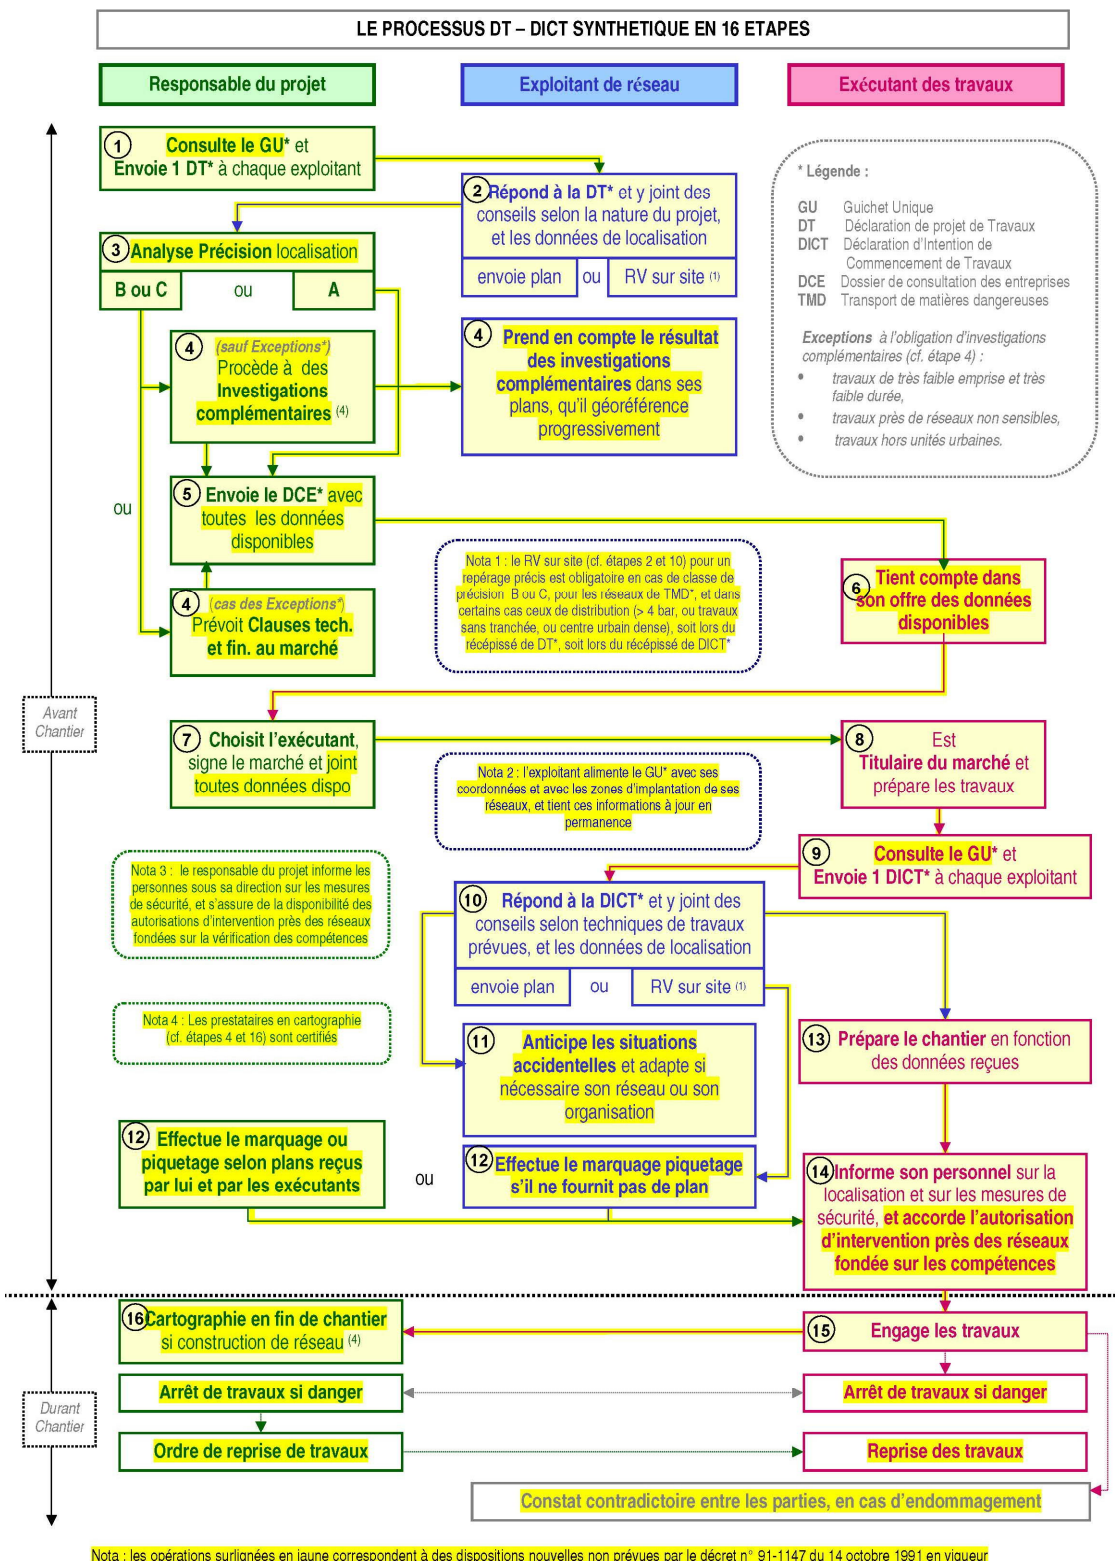 LE PROCESSUS DT – DICT SYNTHETIQUE EN 16 ETAPES
Responsable du projet
Exploitant de réseau
Exécutant des travaux
1 Consulte le GU* et
Envoie 1 DT* à chaque exploitant
2 Répond à la DT* et y joint des
conseils selon la nature du projet,
et les données de localisation
envoie plan ou RV sur site (1)
* Légende :
GU Guichet Unique
DT Déclaration de projet de Travaux
DICT Déclaration d'Intention de
Commencement de Travaux
DCE Dossier de consultation des entreprises
TMD Transport de matières dangereuses
Exceptions à l'obligation d'investigations
complémentaires (cf. étape 4) :
• travaux de très faible emprise et très
faible durée,
• travaux près de réseaux non sensibles,
• travaux hors unités urbaines.
3 Analyse Précision localisation
B ou C ou A
4 (sauf Exceptions*)
Procède à des
Investigations
complémentaires (4)
4 Prend en compte le résultat
des investigations
complémentaires dans ses
plans, qu'il géoréférence
progressivement
ou
5 Envoie le DCE* avec
toutes les données
disponibles
4 (cas des Exceptions*)
Prévoit Clauses tech.
et fin. au marché
Nota 1 : le RV sur site (cf. étapes 2 et 10) pour un
repérage précis est obligatoire en cas de classe de
précision B ou C, pour les réseaux de TMD*, et dans
certains cas ceux de distribution (> 4 bar, ou travaux
sans tranchée, ou centre urbain dense), soit lors du
récépissé de DT*, soit lors du récépissé de DICT*
6 Tient compte dans
son offre des données
disponibles
Avant
Chantier
7 Choisit l'exécutant,
signe le marché et joint
toutes données dispo
8 Est
Titulaire du marché et
prépare les travaux
Nota 2 : l'exploitant alimente le GU* avec ses
coordonnées et avec les zones d'implantation de ses
réseaux, et tient ces informations à jour en
permanence
9 Consulte le GU* et
Envoie 1 DICT* à chaque exploitant
Nota 3 : le responsable du projet informe les
personnes sous sa direction sur les mesures
de sécurité, et s'assure de la disponibilité des
autorisations d'intervention près des réseaux
fondées sur la vérification des compétences
10 Répond à la DICT* et y joint des
conseils selon techniques de travaux
prévues, et les données de localisation
envoie plan ou RV sur site (1)
Nota 4 : Les prestataires en cartographie
(cf. étapes 4 et 16) sont certifiés
11 Anticipe les situations
accidentelles et adapte si
nécessaire son réseau ou son
organisation
13 Prépare le chantier en fonction
des données reçues
12 Effectue le marquage ou
piquetage selon plans reçus
par lui et par les exécutants
ou
12 Effectue le marquage piquetage
s'il ne fournit pas de plan
14 Informe son personnel sur la
localisation et sur les mesures de
sécurité, et accorde l'autorisation
d'intervention près des réseaux
fondée sur les compétences
16 Cartographie en fin de chantier
si construction de réseau (4)
15 Engage les travaux
Durant
Chantier
Arrêt de travaux si danger
Arrêt de travaux si danger
Ordre de reprise de travaux
Reprise des travaux
Constat contradictoire entre les parties, en cas d'endommagement
Nota : les opérations surlignées en jaune correspondent à des dispositions nouvelles non prévues par le décret n° 91-1147 du 14 octobre 1991 en vigueur